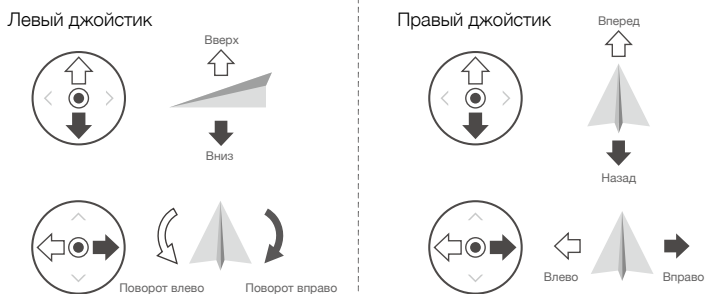 Левый джойстик
Вверх
Вниз
Поворот влево
Поворот вправо
Правый джойстик
Вперед
Назад
Влево
Вправо